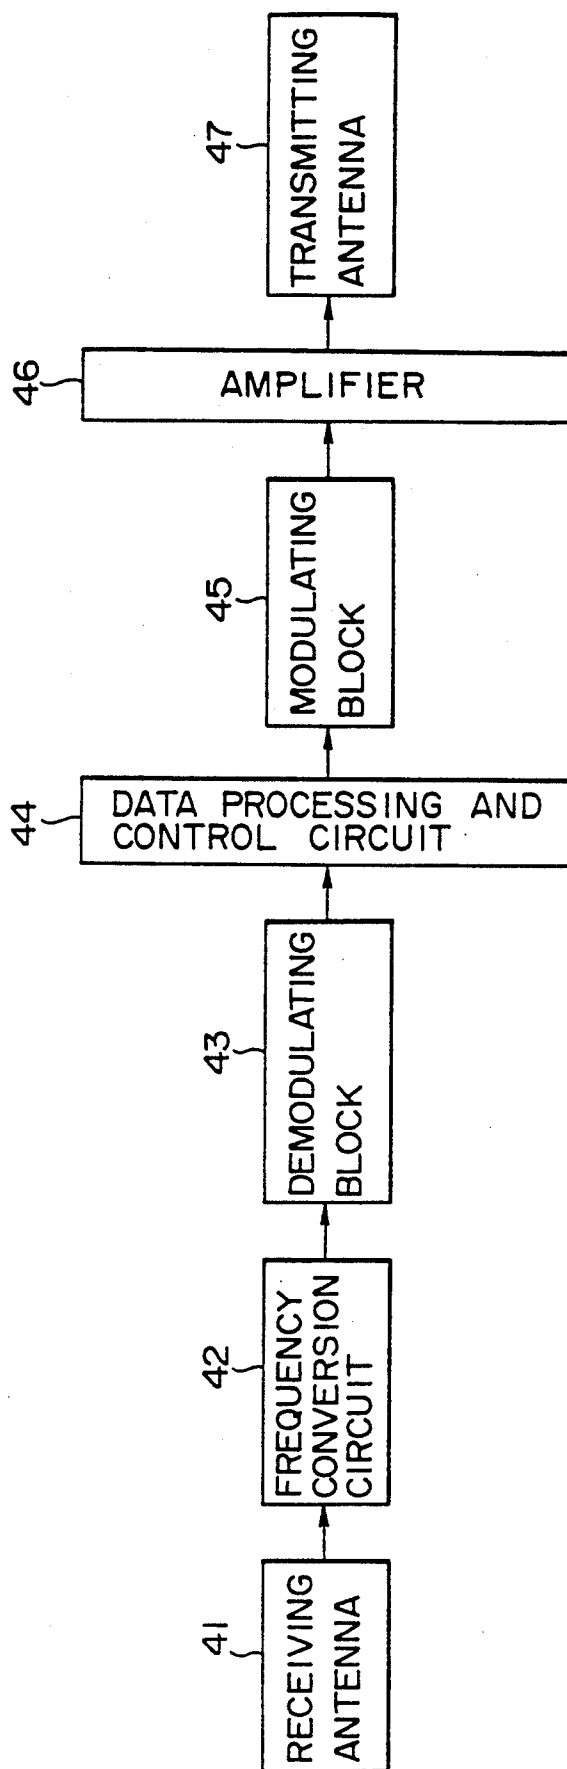 41
RECEIVING
ANTENNA
42
FREQUENCY
CONVERSION
CIRCUIT
43
DEMODULATING
BLOCK
44
DATA PROCESSING AND
CONTROL CIRCUIT
45
MODULATING
BLOCK
46
AMPLIFIER
47
TRANSMITTING
ANTENNA